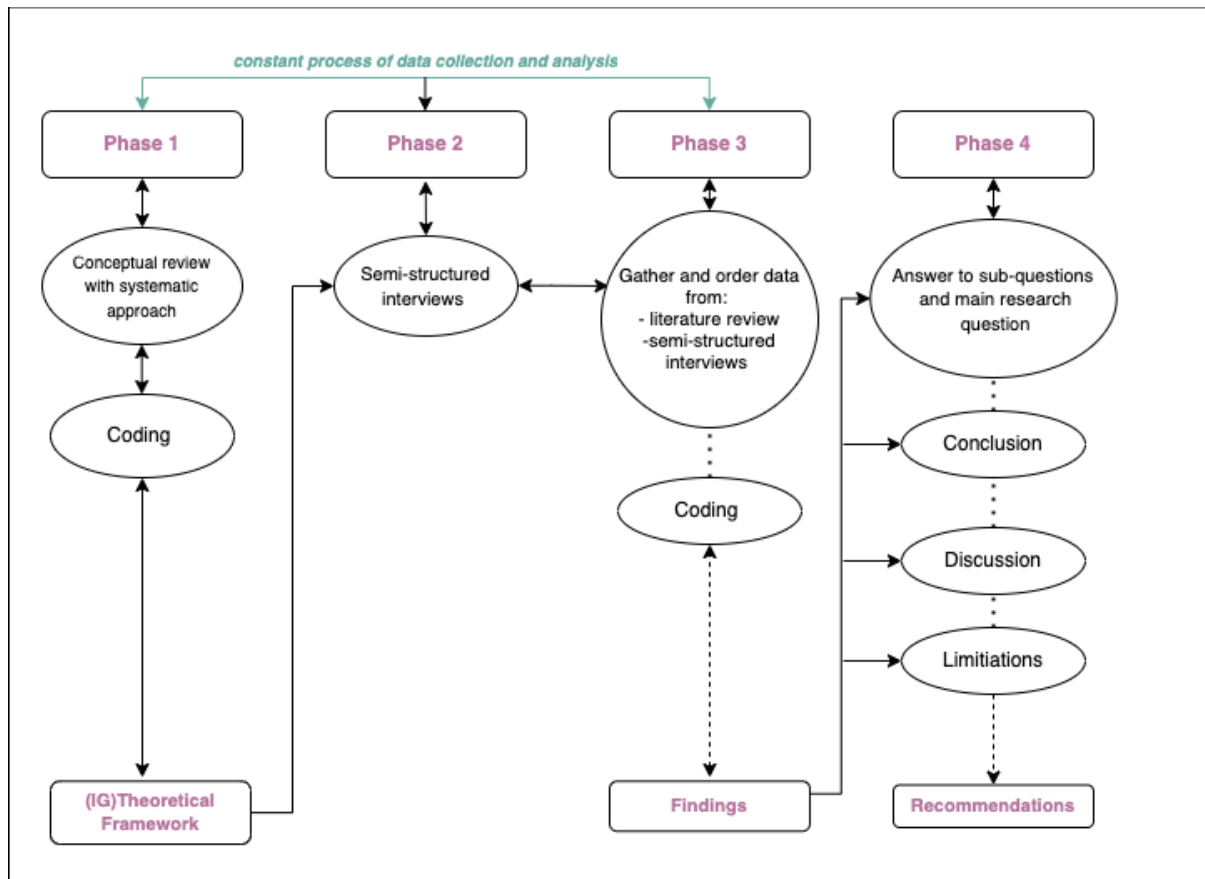 constant process of data collection and analysis
Phase 1
Phase 2
Phase 3
Phase 4
Conceptual review
with systematic
approach
Semi-structured
interviews
Gather and order data
from:
- literature review
-semi-structured
interviews
Answer to sub-questions
and main research
question
Coding
Conclusion
Coding
Discussion
Limitiations
(IG)Theoretical
Framework
Findings
Recommendations